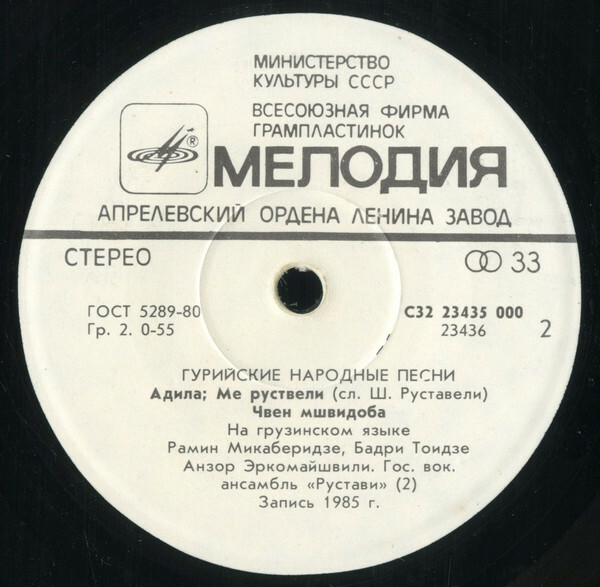 МИНИСТЕРСТВО
КУЛЬТУРЫ СССР
ВСЕСОЮЗНАЯ ФИРМА
ГРАМПЛАСТИНОК
®
МЕЛОДИЯ
АПРЕЛЕВСКИЙ ОРДЕНА ЛЕНИНА ЗАВОД
СТЕРЕО 33
ГОСТ 5289-80 С32 23435 000
Гр. 2. 0-55 23436 2
ГУРИЙСКИЕ НАРОДНЫЕ ПЕСНИ
Адила; Ме руствели (сл. Ш. Руставели)
Чвен мшвидоба
На грузинском языке
Рамин Микаберидзе, Бадри Тоидзе
Анзор Эркомайшвили. Гос. вок.
ансамбль «Рустави» (2)
Запись 1985 г.